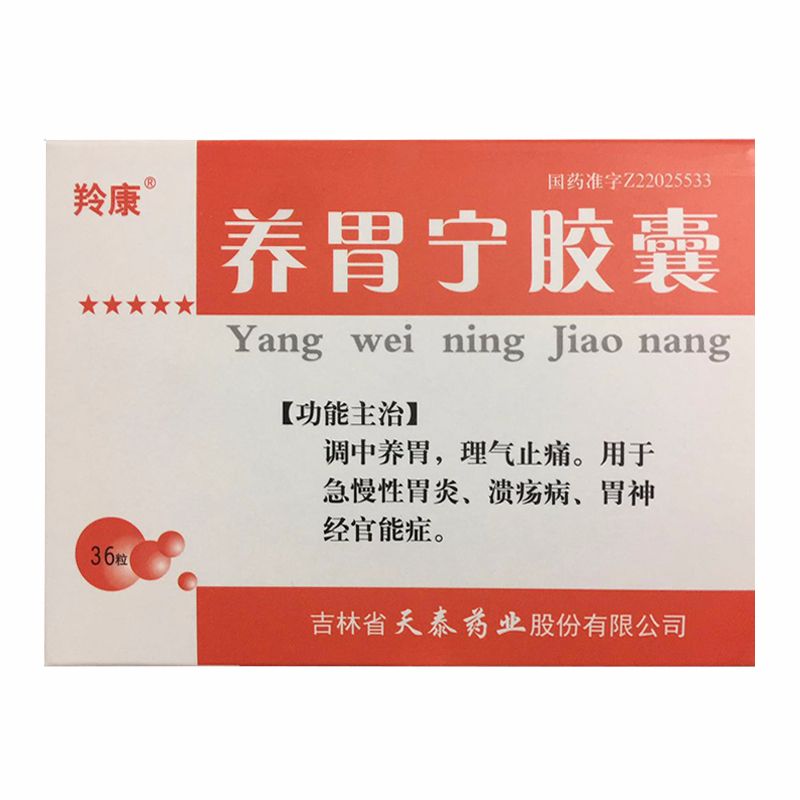 羚康®
★★★★★
国药准字Z22025533
养胃宁胶囊
Yang wei ning Jiao nang
【功能主治】
调中养胃，理气止痛。用于
急慢性胃炎、溃疡病、胃神
经官能症。
36粒
吉林省天泰药业股份有限公司